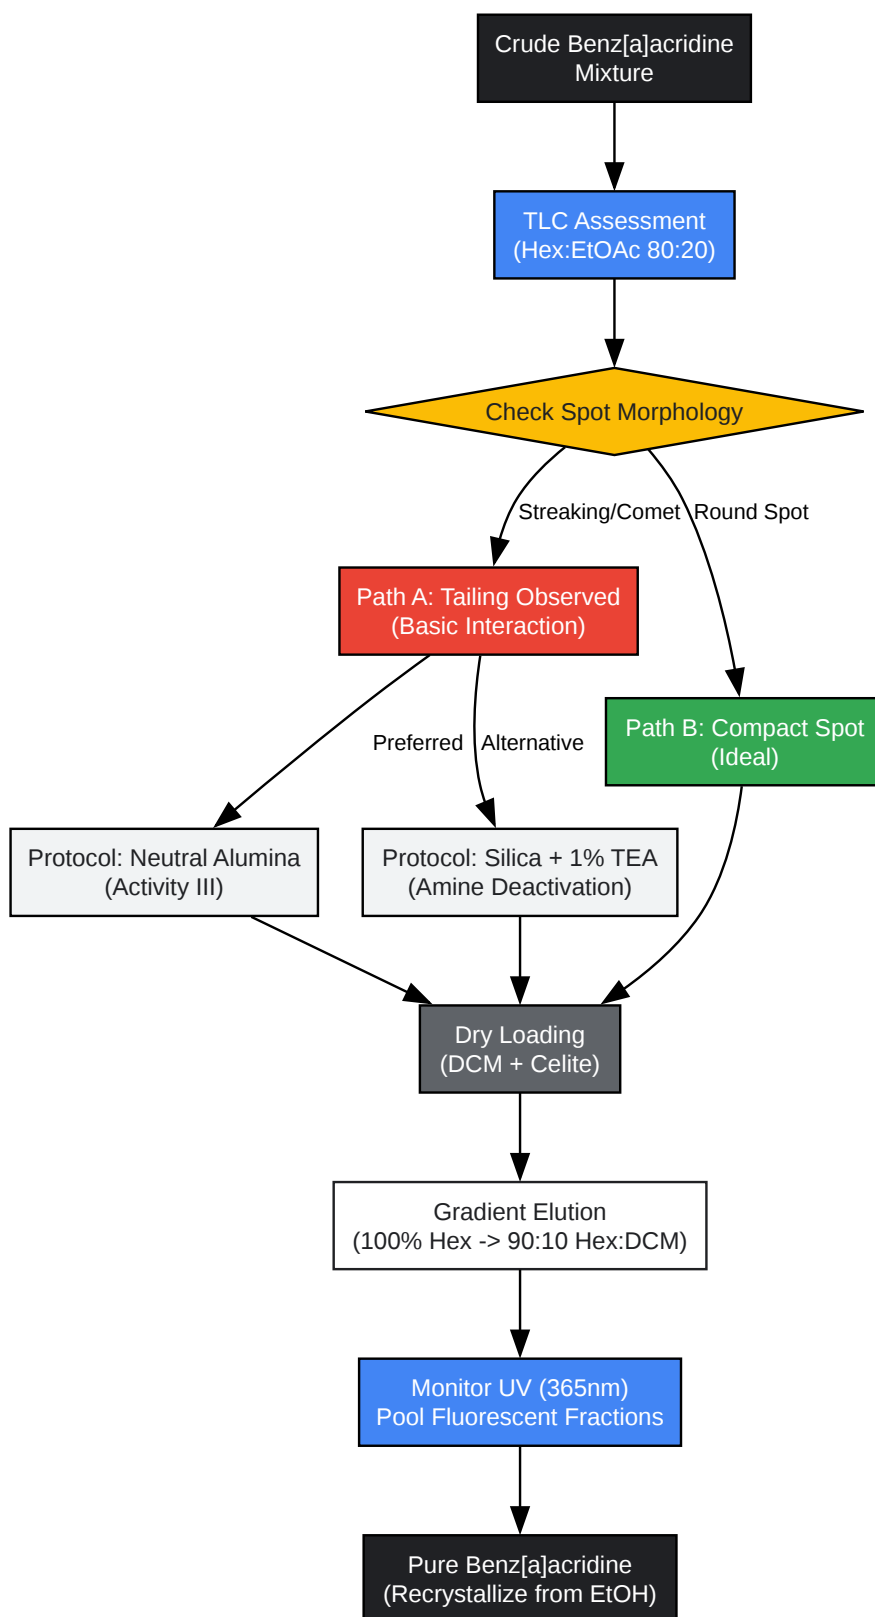 Crude Benz[a]acridine
Mixture
TLC Assessment
(Hex:EtOAc 80:20)
Check Spot Morphology
Streaking/Comet
Round Spot
Path A: Tailing Observed
(Basic Interaction)
Path B: Compact Spot
(Ideal)
Preferred
Alternative
Protocol: Neutral Alumina
(Activity III)
Protocol: Silica + 1% TEA
(Amine Deactivation)
Dry Loading
(DCM + Celite)
Gradient Elution
(100% Hex -> 90:10 Hex:DCM)
Monitor UV (365nm)
Pool Fluorescent Fractions
Pure Benz[a]acridine
(Recrystallize from EtOH)